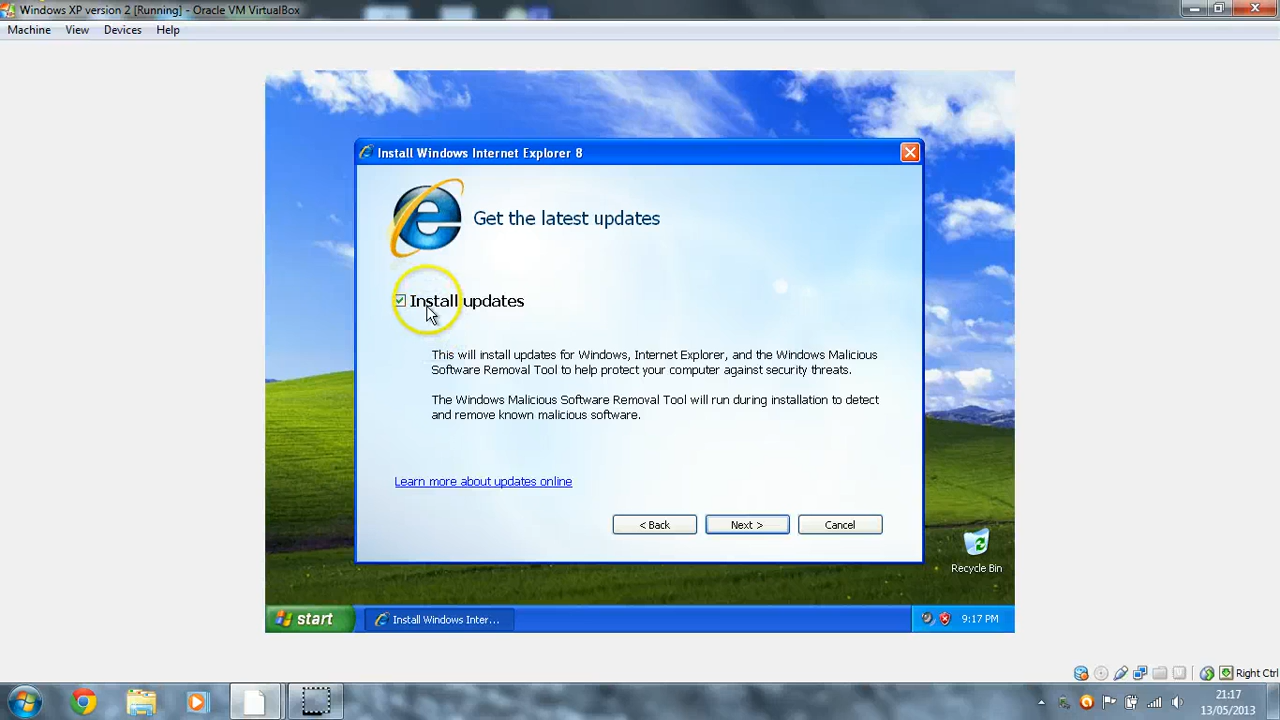 Windows XP version 2 [Running] - Oracle VM VirtualBox
Machine View Devices Help
Install Windows Internet Explorer 8
Get the latest updates
Install updates
This will install updates for Windows, Internet Explorer, and the Windows Malicious
Software Removal Tool to help protect your computer against security threats.
The Windows Malicious Software Removal Tool will run during installation to detect
and remove known malicious software.
Learn more about updates online
< Back Next > Cancel
Recycle Bin
start Install Windows Inter... 9:17 PM
Right Ctrl
21:17
13/05/2013